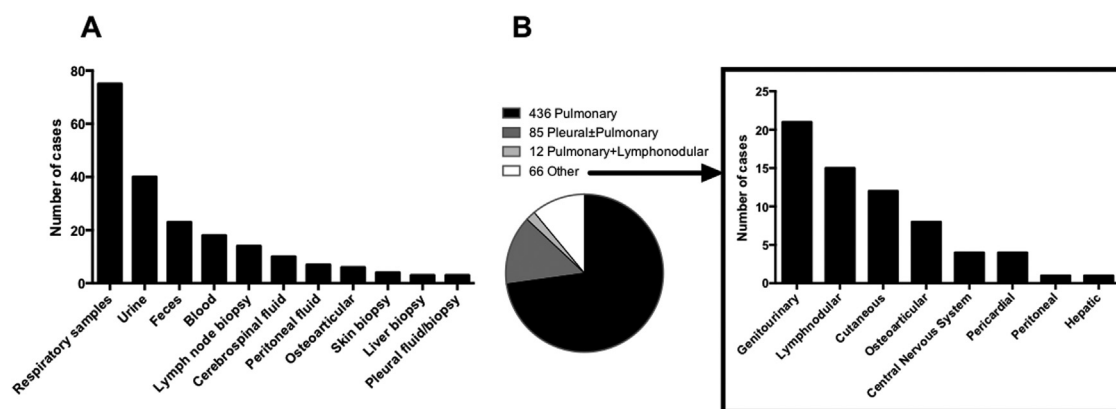 A
Number of cases
80
60
40
20
0
Respiratory samples
Urine
Feces
Blood
Lymph node biopsy
Cerebrospinal fluid
Peritoneal fluid
Osteoarticular
Skin biopsy
Liver biopsy
Pleural fluid/biopsy
B
436 Pulmonary
85 Pleural±Pulmonary
12 Pulmonary+Lymphonodular
66 Other
Number of cases
25
20
15
10
5
0
Genitourinary
Lymphnodular
Cutaneous
Osteoarticular
Central Nervous System
Pericardial
Peritoneal
Hepatic